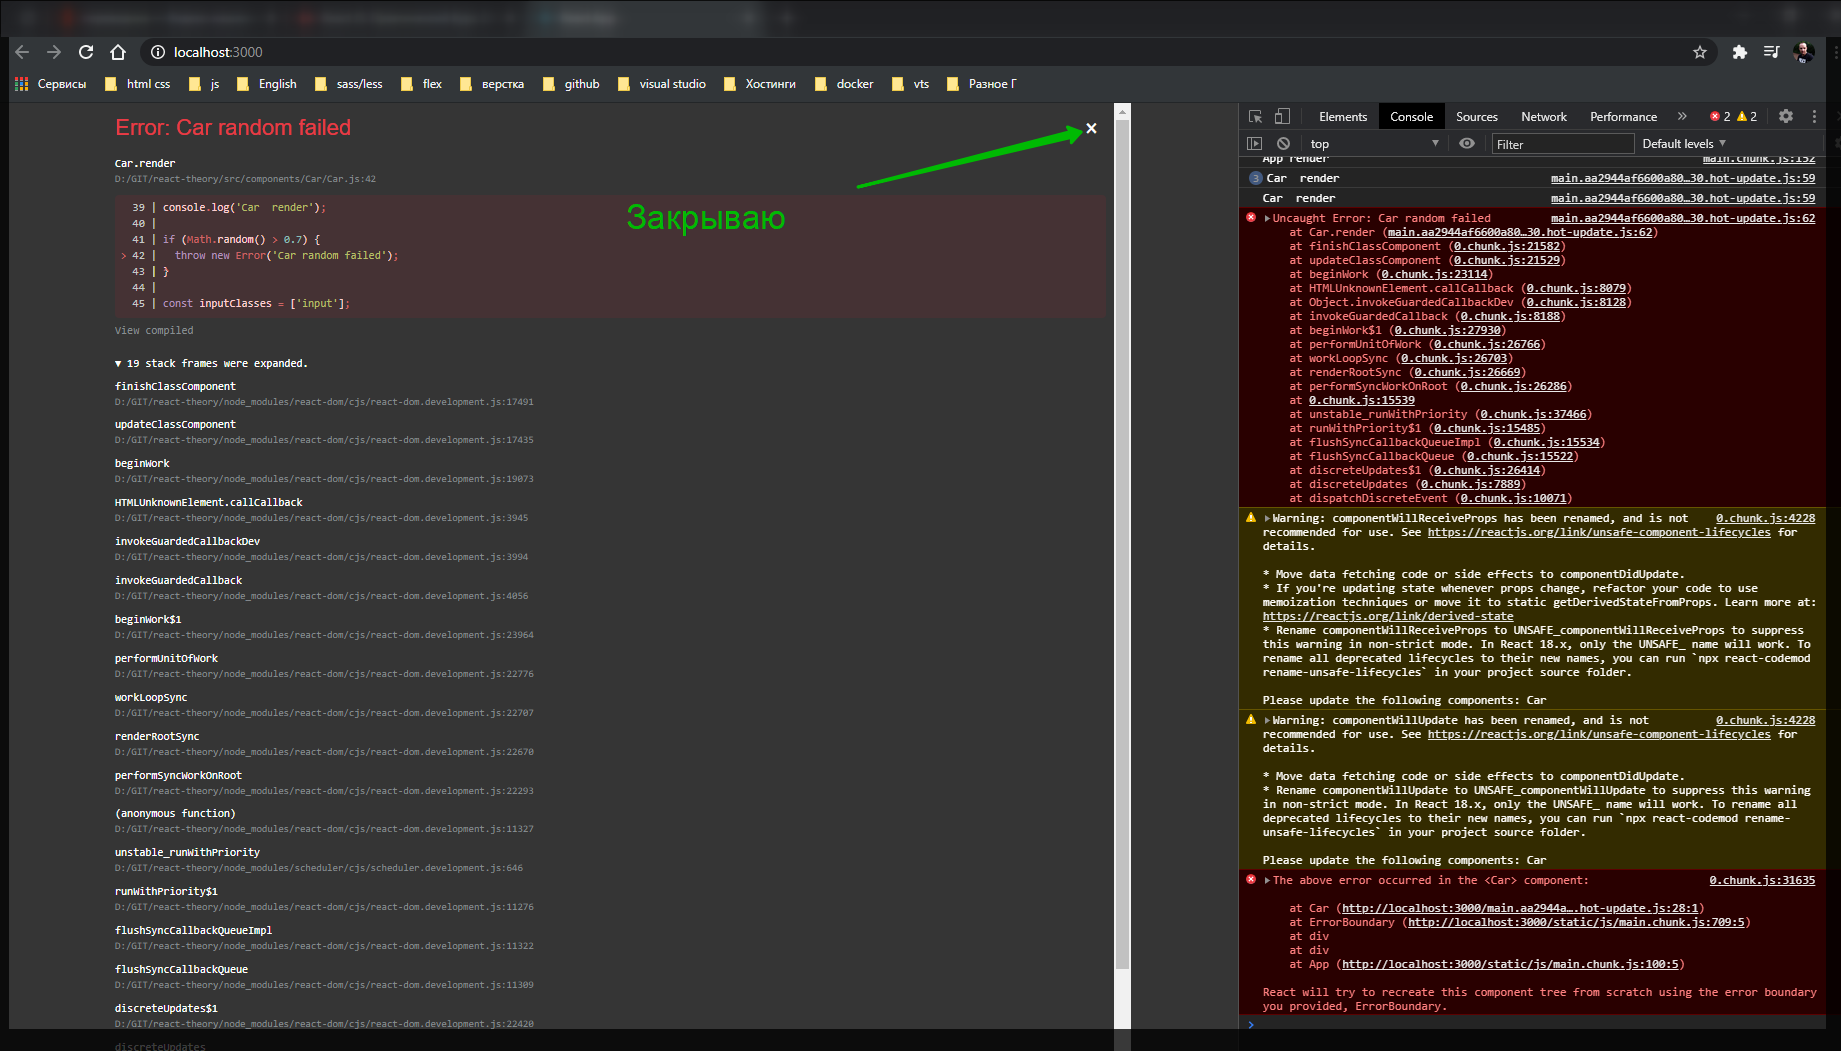 localhost:3000
Сервисы html css js English sass/less flex верстка github visual studio Хостинги docker vts Разное Г
Error: Car random failed
Car.render
D:/GIT/react-theory/src/components/Car/Car.js:42
39 | console.log('Car  render');
40 |
41 | if (Math.random() > 0.7) {
> 42 |   throw new Error('Car random failed');
43 | }
44 |
45 | const inputClasses = ['input'];
Закрываю
View compiled
▼ 19 stack frames were expanded.
finishClassComponent
D:/GIT/react-theory/node_modules/react-dom/cjs/react-dom.development.js:17491
updateClassComponent
D:/GIT/react-theory/node_modules/react-dom/cjs/react-dom.development.js:17435
beginWork
D:/GIT/react-theory/node_modules/react-dom/cjs/react-dom.development.js:19073
HTMLUnknownElement.callCallback
D:/GIT/react-theory/node_modules/react-dom/cjs/react-dom.development.js:3945
invokeGuardedCallbackDev
D:/GIT/react-theory/node_modules/react-dom/cjs/react-dom.development.js:3994
invokeGuardedCallback
D:/GIT/react-theory/node_modules/react-dom/cjs/react-dom.development.js:4056
beginWork$1
D:/GIT/react-theory/node_modules/react-dom/cjs/react-dom.development.js:23964
performUnitOfWork
D:/GIT/react-theory/node_modules/react-dom/cjs/react-dom.development.js:22776
workLoopSync
D:/GIT/react-theory/node_modules/react-dom/cjs/react-dom.development.js:22707
renderRootSync
D:/GIT/react-theory/node_modules/react-dom/cjs/react-dom.development.js:22670
performSyncWorkOnRoot
D:/GIT/react-theory/node_modules/react-dom/cjs/react-dom.development.js:22293
(anonymous function)
D:/GIT/react-theory/node_modules/react-dom/cjs/react-dom.development.js:11327
unstable_runWithPriority
D:/GIT/react-theory/node_modules/scheduler/cjs/scheduler.development.js:646
runWithPriority$1
D:/GIT/react-theory/node_modules/react-dom/cjs/react-dom.development.js:11276
flushSyncCallbackQueueImpl
D:/GIT/react-theory/node_modules/react-dom/cjs/react-dom.development.js:11322
flushSyncCallbackQueue
D:/GIT/react-theory/node_modules/react-dom/cjs/react-dom.development.js:11309
discreteUpdates$1
D:/GIT/react-theory/node_modules/react-dom/cjs/react-dom.development.js:22420
discreteUpdates
Elements Console Sources Network Performance » 2 2
top Filter Default levels
App render main.chunk.js:152
3 Car  render main.aa2944af6600a80…30.hot-update.js:59
Car  render main.aa2944af6600a80…30.hot-update.js:59
Uncaught Error: Car random failed main.aa2944af6600a80…30.hot-update.js:62
at Car.render (main.aa2944af6600a80…30.hot-update.js:62)
at finishClassComponent (0.chunk.js:21582)
at updateClassComponent (0.chunk.js:21529)
at beginWork (0.chunk.js:23114)
at HTMLUnknownElement.callCallback (0.chunk.js:8079)
at Object.invokeGuardedCallbackDev (0.chunk.js:8128)
at invokeGuardedCallback (0.chunk.js:8188)
at beginWork$1 (0.chunk.js:27930)
at performUnitOfWork (0.chunk.js:26766)
at workLoopSync (0.chunk.js:26703)
at renderRootSync (0.chunk.js:26669)
at performSyncWorkOnRoot (0.chunk.js:26286)
at 0.chunk.js:15539
at unstable_runWithPriority (0.chunk.js:37466)
at runWithPriority$1 (0.chunk.js:15485)
at flushSyncCallbackQueueImpl (0.chunk.js:15534)
at flushSyncCallbackQueue (0.chunk.js:15522)
at discreteUpdates$1 (0.chunk.js:26414)
at discreteUpdates (0.chunk.js:7889)
at dispatchDiscreteEvent (0.chunk.js:10071)
Warning: componentWillReceiveProps has been renamed, and is not 0.chunk.js:4228
recommended for use. See https://reactjs.org/link/unsafe-component-lifecycles for
details.
* Move data fetching code or side effects to componentDidUpdate.
* If you're updating state whenever props change, refactor your code to use
memoization techniques or move it to static getDerivedStateFromProps. Learn more at:
https://reactjs.org/link/derived-state
* Rename componentWillReceiveProps to UNSAFE_componentWillReceiveProps to suppress
this warning in non-strict mode. In React 18.x, only the UNSAFE_ name will work. To
rename all deprecated lifecycles to their new names, you can run `npx react-codemod
rename-unsafe-lifecycles` in your project source folder.
Please update the following components: Car
Warning: componentWillUpdate has been renamed, and is not 0.chunk.js:4228
recommended for use. See https://reactjs.org/link/unsafe-component-lifecycles for
details.
* Move data fetching code or side effects to componentDidUpdate.
* Rename componentWillUpdate to UNSAFE_componentWillUpdate to suppress this warning
in non-strict mode. In React 18.x, only the UNSAFE_ name will work. To rename all
deprecated lifecycles to their new names, you can run `npx react-codemod rename-
unsafe-lifecycles` in your project source folder.
Please update the following components: Car
The above error occurred in the <Car> component: 0.chunk.js:31635
at Car (http://localhost:3000/main.aa2944a….hot-update.js:28:1)
at ErrorBoundary (http://localhost:3000/static/js/main.chunk.js:709:5)
at div
at div
at App (http://localhost:3000/static/js/main.chunk.js:100:5)
React will try to recreate this component tree from scratch using the error boundary
you provided, ErrorBoundary.